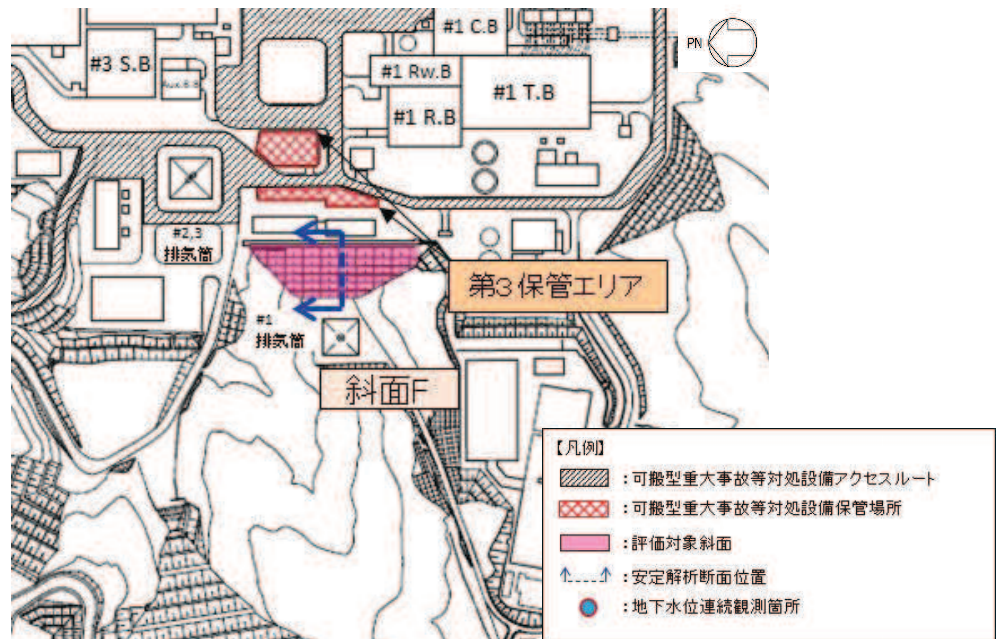 #1 C.B
PN
#3 S.B
#1 Rw.B
#1 T.B
#1 R.B
#2,3
排気筒
第3保管エリア
#1
排気筒
斜面F
【凡例】
：可搬型重大事故等対処設備アクセスルート
：可搬型重大事故等対処設備保管場所
：評価対象斜面
：安定解析断面位置
：地下水位連続観測箇所